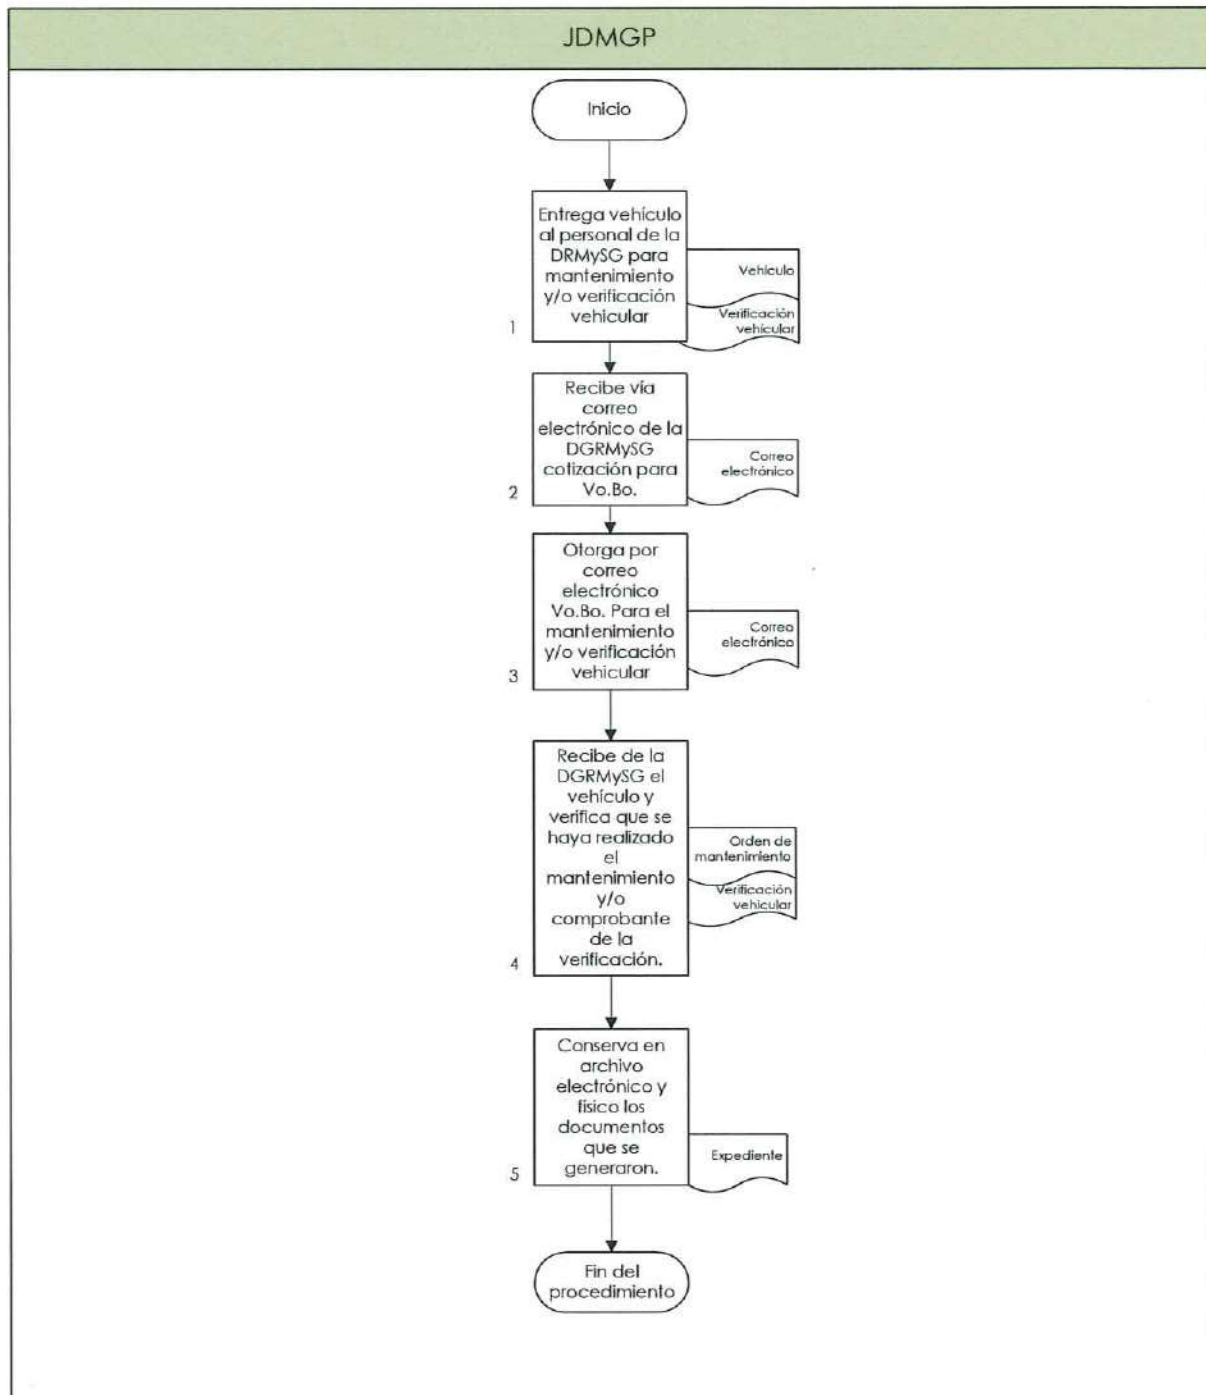 JDMGP
Inicio
Entrega vehículo
al personal de la
DRMySG para
mantenimiento
y/o verificación
vehicular
1
Vehículo
Verificación
vehícular
Recibe vía
correo
electrónico de la
DGRMySG
cotización para
Vo.Bo.
2
Correo
electrónico
Otorga por
correo
electrónico
Vo.Bo. Para el
mantenimiento
y/o verificación
vehicular
3
Correo
electrónico
Recibe de la
DGRMySG el
vehículo y
verifica que se
haya realizado
el
mantenimiento
y/o
comprobante
de la
verificación.
4
Orden de
mantenimiento
Verificación
vehicular
Conserva en
archivo
electrónico y
físico los
documentos
que se
generaron.
5
Expediente
Fin del
procedimiento